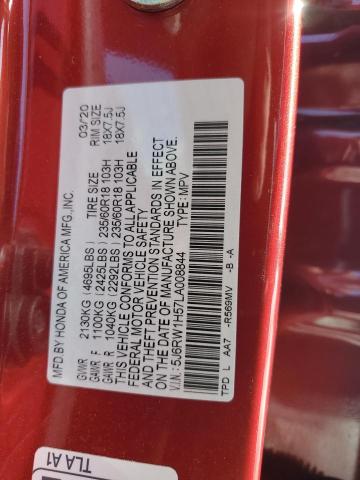 MFD.BY HONDA OF AMERICA MFG.,INC. 03/20
TIRE SIZE RIM SIZE
GVWR 2130KG (4695LBS)
GAWR F 1100KG (2425LBS) 235/60R18 103H 18X7.5J
GAWR R 1040KG (2292LBS) 235/60R18 103H 18X7.5J
THIS VEHICLE CONFORMS TO ALL APPLICABLE
FEDERAL MOTOR VEHICLE SAFETY
AND THEFT PREVENTION STANDARDS IN EFFECT
ON THE DATE OF MANUFACTURE SHOWN ABOVE.
V.I.N.: 5J6RW1H57LA008844 TYPE: MPV
TPD L AA7 -R569MV -B -A
TLA A1